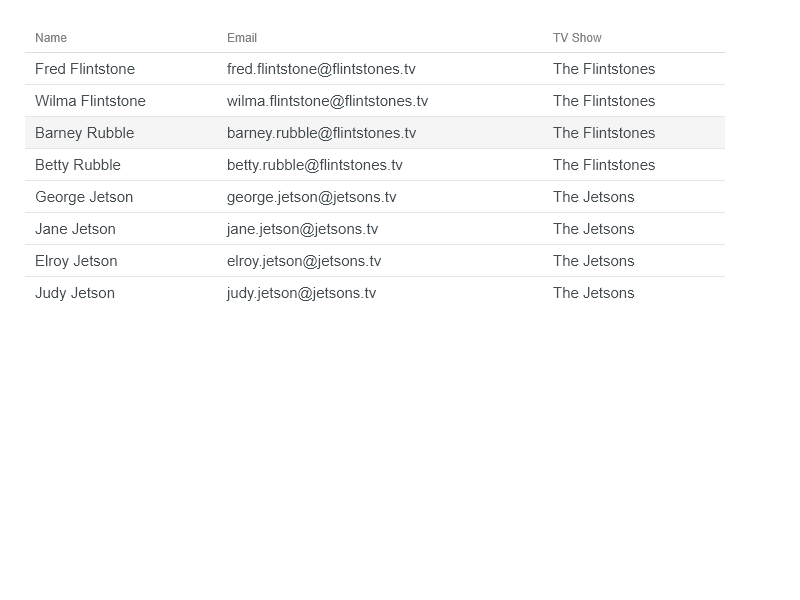 Name Email TV Show
Fred Flintstone fred.flintstone@flintstones.tv The Flintstones
Wilma Flintstone wilma.flintstone@flintstones.tv The Flintstones
Barney Rubble barney.rubble@flintstones.tv The Flintstones
Betty Rubble betty.rubble@flintstones.tv The Flintstones
George Jetson george.jetson@jetsons.tv The Jetsons
Jane Jetson jane.jetson@jetsons.tv The Jetsons
Elroy Jetson elroy.jetson@jetsons.tv The Jetsons
Judy Jetson judy.jetson@jetsons.tv The Jetsons